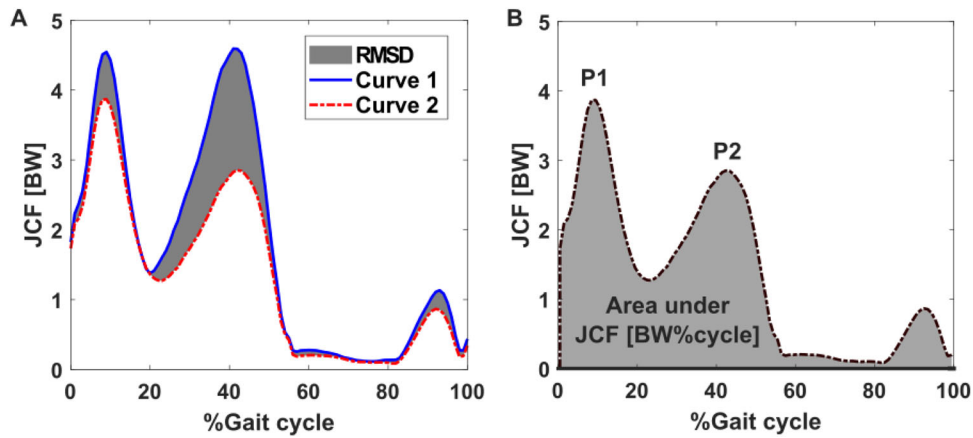 A
5
4
3
2
1
0
JCF [BW]
0 20 40 60 80 100
%Gait cycle
RMSD
Curve 1
Curve 2
B
5
4
3
2
1
0
JCF [BW]
P1
P2
Area under
JCF [BW%cycle]
0 20 40 60 80 100
%Gait cycle